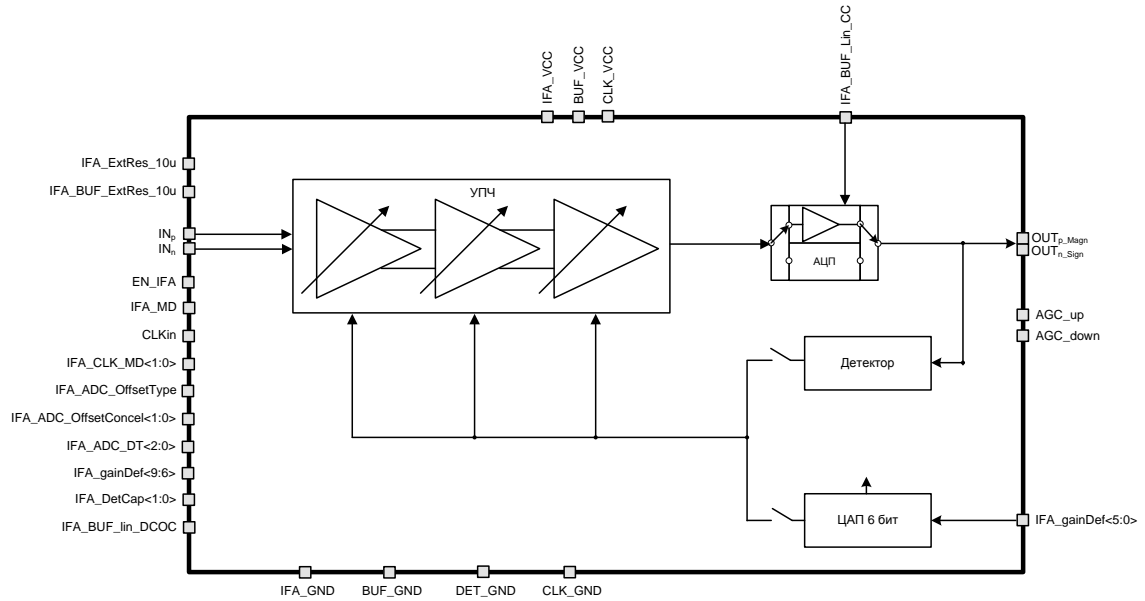 IFA_VCC
BUF_VCC
CLK_VCC
IFA_BUF_Lin_CC
IFA_ExtRes_10u
IFA_BUF_ExtRes_10u
INp
INn
EN_IFA
IFA_MD
CLKin
IFA_CLK_MD<1:0>
IFA_ADC_OffsetType
IFA_ADC_OffsetConcel<1:0>
IFA_ADC_DT<2:0>
IFA_gainDef<9:6>
IFA_DetCap<1:0>
IFA_BUF_lin_DCOC
УПЧ
АЦП
Детектор
ЦАП 6 бит
OUTp_Magn
OUTn_Sign
AGC_up
AGC_down
IFA_gainDef<5:0>
IFA_GND
BUF_GND
DET_GND
CLK_GND